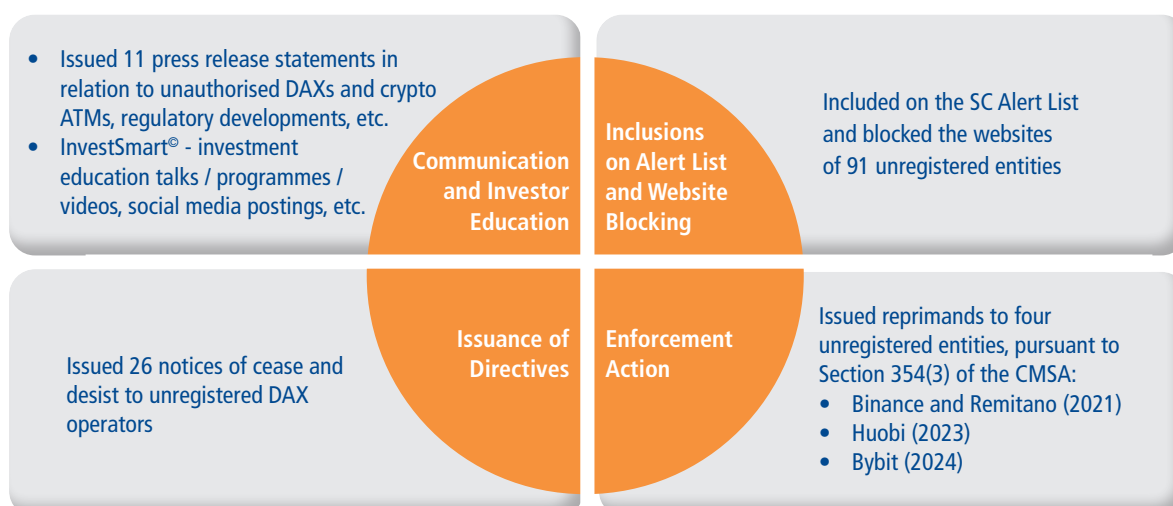 • Issued 11 press release statements in
relation to unauthorised DAXs and crypto
ATMs, regulatory developments, etc.
• InvestSmart© - investment
education talks / programmes /
videos, social media postings, etc.
Communication
and Investor
Education
Inclusions
on Alert List
and Website
Blocking
Included on the SC Alert List
and blocked the websites
of 91 unregistered entities
Issued 26 notices of cease and
desist to unregistered DAX
operators
Issuance of
Directives
Enforcement
Action
Issued reprimands to four
unregistered entities, pursuant to
Section 354(3) of the CMSA:
• Binance and Remitano (2021)
• Huobi (2023)
• Bybit (2024)